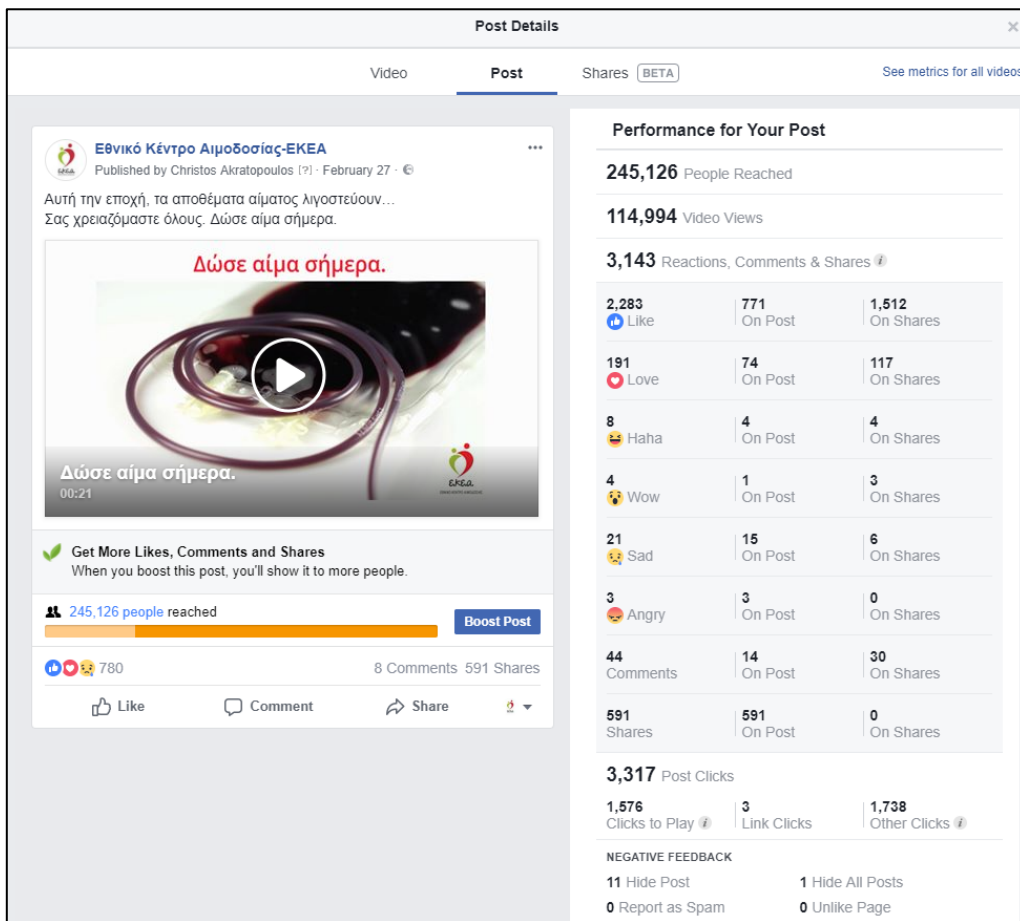 Post Details
Video Post Shares BETA See metrics for all videos
Εθνικό Κέντρο Αιμοδοσίας-ΕΚΕΑ
Published by Christos Akratopoulos [?] · February 27 ·
Αυτή την εποχή, τα αποθέματα αίματος λιγοστεύουν…
Σας χρειαζόμαστε όλους. Δώσε αίμα σήμερα.
Δώσε αίμα σήμερα.
Δώσε αίμα σήμερα.
00:21
εκεα
Get More Likes, Comments and Shares
When you boost this post, you'll show it to more people.
245,126 people reached
Boost Post
780 8 Comments 591 Shares
Like Comment Share
Performance for Your Post
245,126 People Reached
114,994 Video Views
3,143 Reactions, Comments & Shares
2,283 771 1,512
Like On Post On Shares
191 74 117
Love On Post On Shares
8 4 4
Haha On Post On Shares
4 1 3
Wow On Post On Shares
21 15 6
Sad On Post On Shares
3 3 0
Angry On Post On Shares
44 14 30
Comments On Post On Shares
591 591 0
Shares On Post On Shares
3,317 Post Clicks
1,576 3 1,738
Clicks to Play Link Clicks Other Clicks
NEGATIVE FEEDBACK
11 Hide Post 1 Hide All Posts
0 Report as Spam 0 Unlike Page